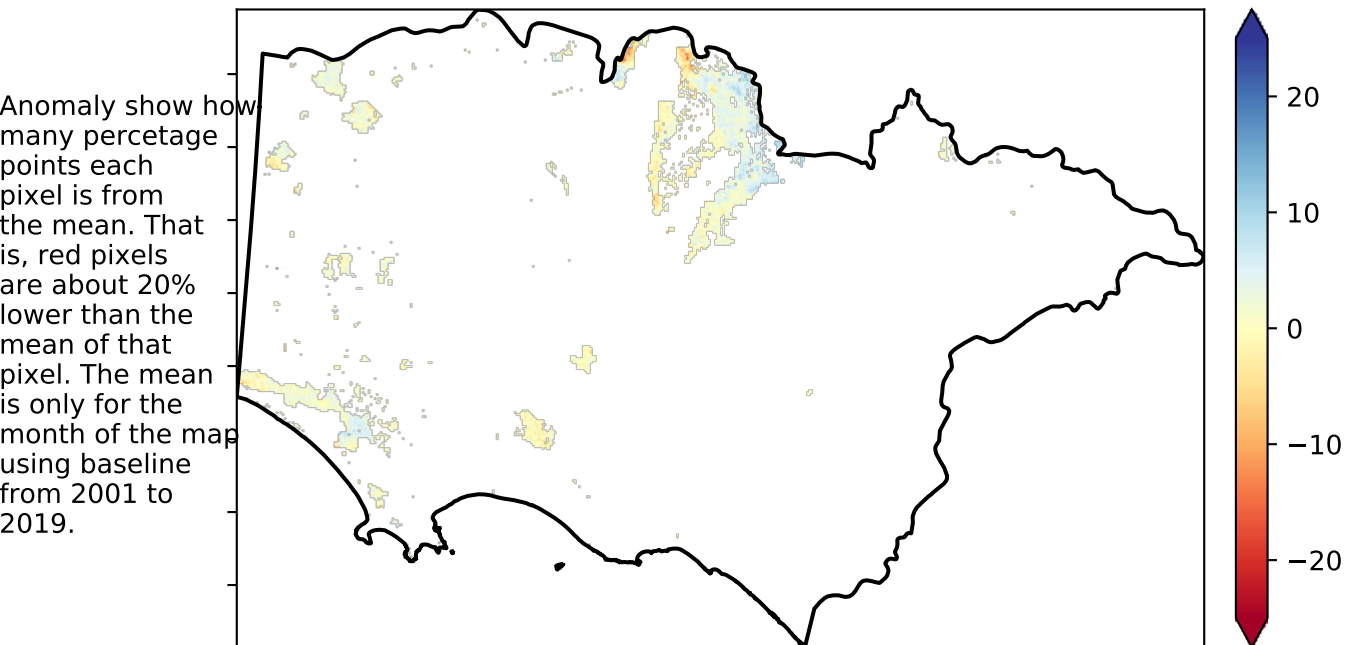 Anomaly show how
many percetage
points each
pixel is from
the mean. That
is, red pixels
are about 20%
lower than the
mean of that
pixel. The mean
is only for the
month of the map
using baseline
from 2001 to
2019.
20
10
0
−10
−20